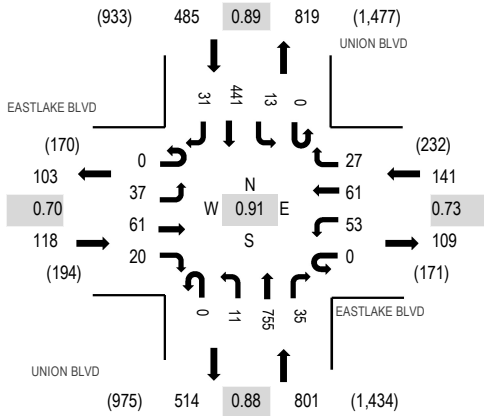 (933) 485 0.89 819 (1,477)
UNION BLVD
EASTLAKE BLVD
31 441 13 0
(170) (232)
103 0 27 141
37 N 61
0.70 W 0.91 E 0.73
61 53
118 S 109
20 0
(194) (171)
0 11 755 35
EASTLAKE BLVD
UNION BLVD
(975) 514 0.88 801 (1,434)